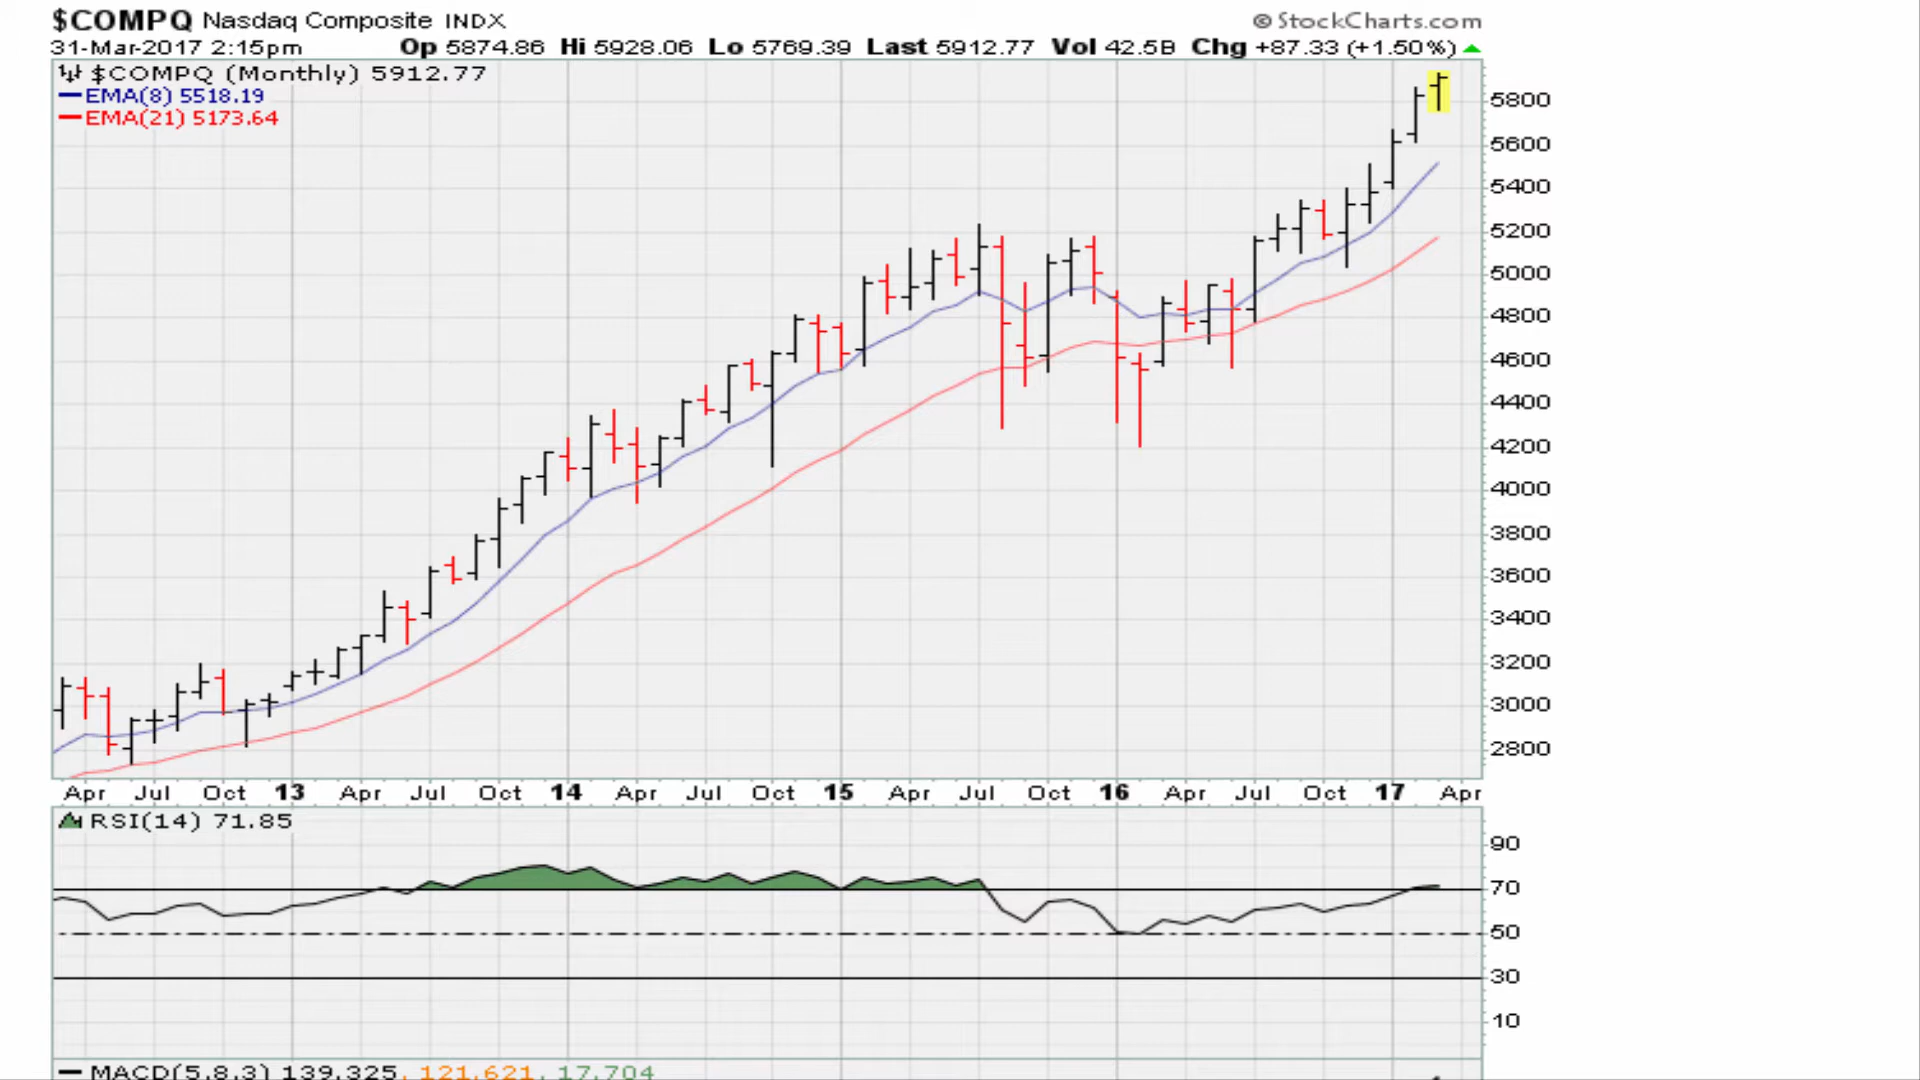 $COMPQ Nasdaq Composite INDX © StockCharts.com
31-Mar-2017 2:15pm Op 5874.86 Hi 5928.06 Lo 5769.39 Last 5912.77 Vol 42.5B Chg +87.33 (+1.50%)
$COMPQ (Monthly) 5912.77
EMA(8) 5518.19
EMA(21) 5173.64
5800
5600
5400
5200
5000
4800
4600
4400
4200
4000
3800
3600
3400
3200
3000
2800
Apr Jul Oct 13 Apr Jul Oct 14 Apr Jul Oct 15 Apr Jul Oct 16 Apr Jul Oct 17 Apr
RSI(14) 71.85
90
70
50
30
10
MACD(5,8,3) 139.325, 121.621, 17.704